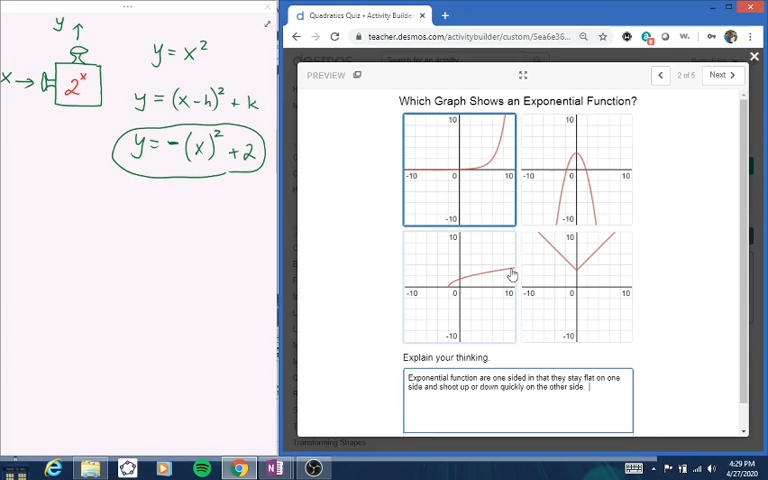 y
x
2^x
y = x^2
y = (x-h)^2 + k
y = -(x)^2 + 2
Quadratics Quiz • Activity Builder
teacher.desmos.com/activitybuilder/custom/5ea6e36...
PREVIEW
2 of 5
Next
Which Graph Shows an Exponential Function?
10
-10
0
10
-10
10
-10
0
10
-10
10
-10
0
10
-10
10
-10
0
10
-10
Explain your thinking.
Exponential function are one sided in that they stay flat on one
side and shoot up or down quickly on the other side.
Transforming Shapes
4:29 PM
4/27/2020